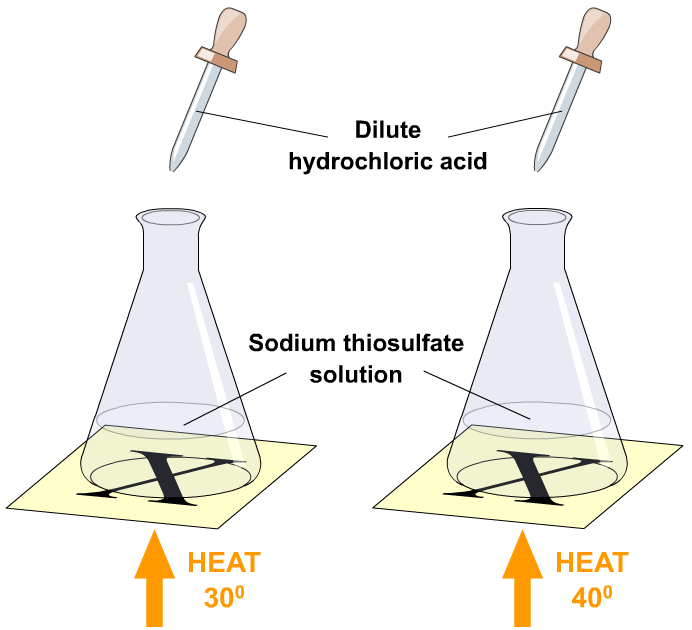 Dilute
hydrochloric acid
Sodium thiosulfate
solution
X
X
HEAT
30⁰
HEAT
40⁰